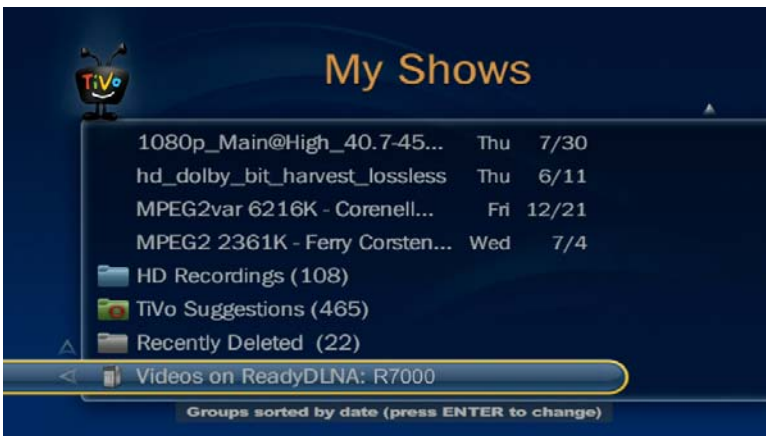 TiVo
My Shows
1080p_Main@High_40.7-45... Thu 7/30
hd_dolby_bit_harvest_lossless Thu 6/11
MPEG2var 6216K - Corenell... Fri 12/21
MPEG2 2361K - Ferry Corsten... Wed 7/4
HD Recordings (108)
TiVo Suggestions (465)
Recently Deleted (22)
Videos on ReadyDLNA: R7000
Groups sorted by date (press ENTER to change)